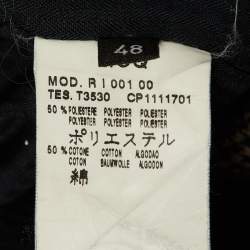 48
MOD. R I 001 00
TES. T3530 CP1111701
50 % POLIESTERE POLYESTER POLYESTER
POLYESTER POLYESTER POLIESTER
ポリエステル
50 % COTONE COTTON ALGODAO
COTON BAUMWOLLE ALGODON
綿